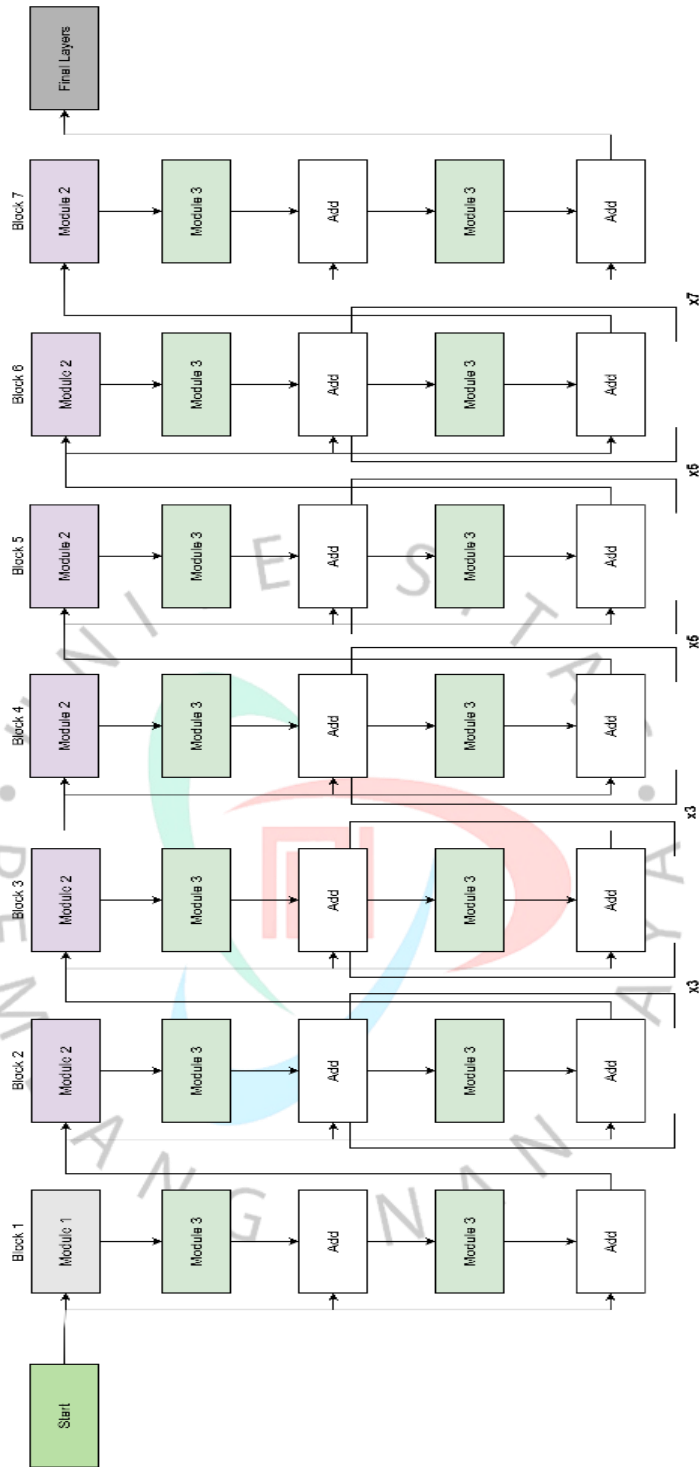 Block 1 Block 2 Block 3 Block 4 Block 5 Block 6 Block 7
Start Module 1 Module 2 Module 2 Module 2 Module 2 Module 2 Module 2 Final Layers
Module 3 Module 3 Module 3 Module 3 Module 3 Module 3 Module 3
Add Add Add Add Add Add Add
Module 3 Module 3 Module 3 Module 3 Module 3 Module 3 Module 3
Add Add Add Add Add Add Add
x3 x3 x5 x5 x7